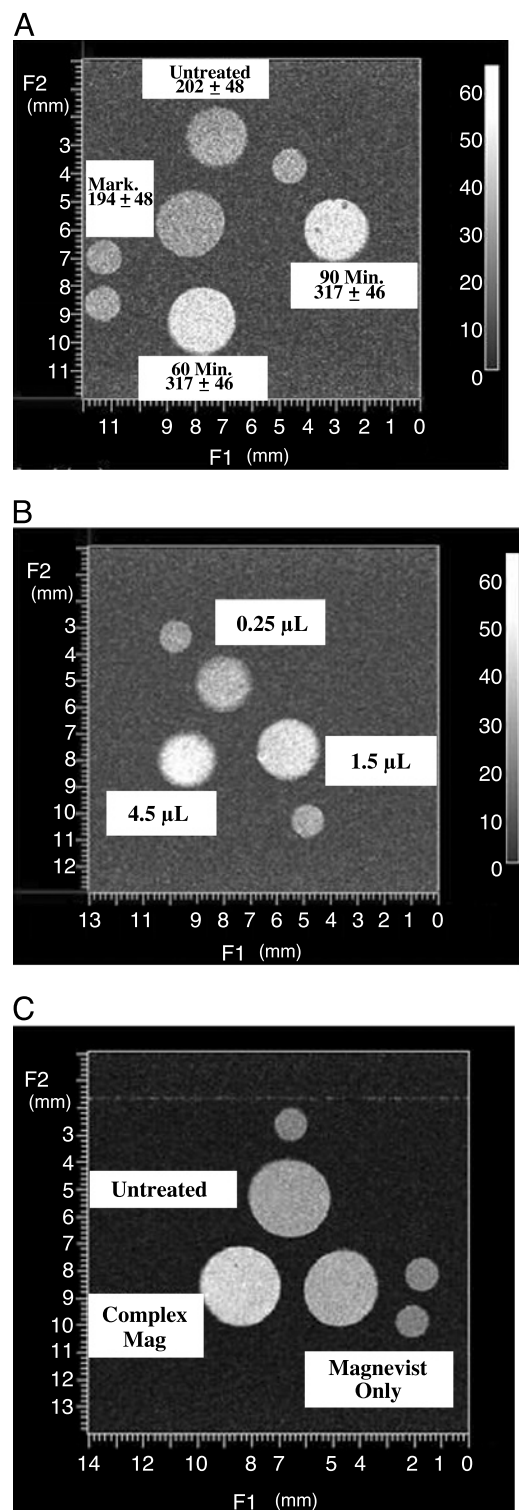 A
F2
(mm)
Untreated
202 ± 48
Mark.
194 ± 48
90 Min.
317 ± 46
60 Min.
317 ± 46
3
4
5
6
7
8
9
10
11
11 9 8 7 6 5 4 3 2 1 0
F1 (mm)
60
50
40
30
20
10
0
B
F2
(mm)
0.25 µL
1.5 µL
4.5 µL
3
4
5
6
7
8
9
10
11
12
13 11 9 8 7 6 5 4 3 2 1 0
F1 (mm)
60
50
40
30
20
10
0
C
F2
(mm)
Untreated
Complex
Mag
Magnevist
Only
3
4
5
6
7
8
9
10
11
12
13
14 12 10 8 7 5 4 3 2 1 0
F1 (mm)